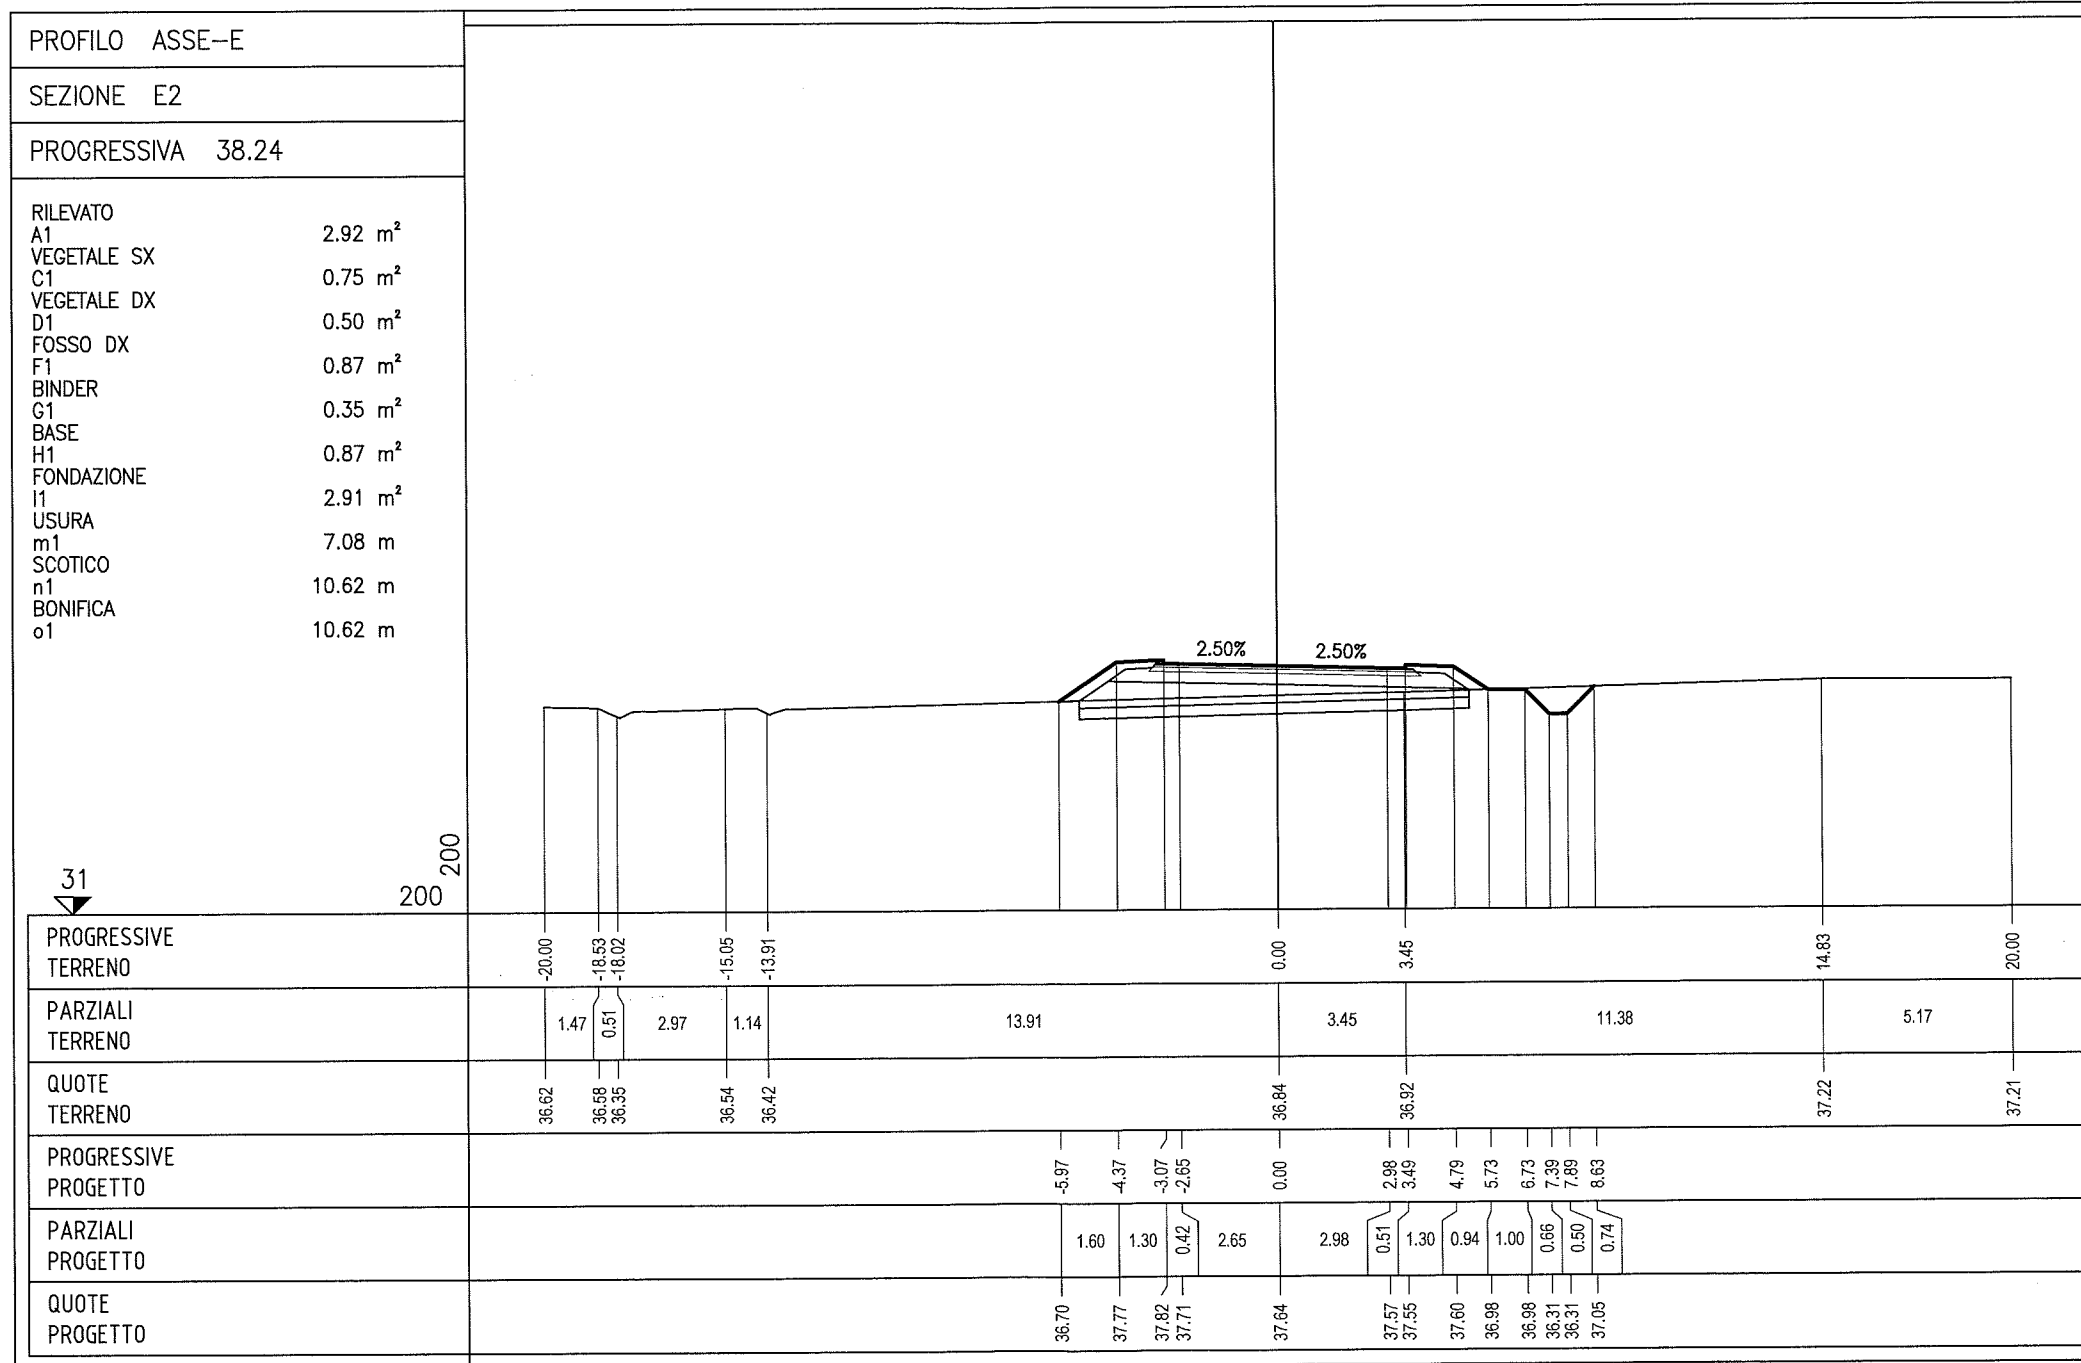 PROFILO ASSE-E
SEZIONE E2
PROGRESSIVA 38.24
RILEVATO
A1 2.92 m²
VEGETALE SX
C1 0.75 m²
VEGETALE DX
D1 0.50 m²
FOSSO DX
F1 0.87 m²
BINDER
G1 0.35 m²
BASE
H1 0.87 m²
FONDAZIONE
I1 2.91 m²
USURA
m1 7.08 m
SCOTICO
n1 10.62 m
BONIFICA
o1 10.62 m
2.50% 2.50%
200
31 200
PROGRESSIVE
TERRENO
-20.00 -18.53 -18.02 -15.05 -13.91 0.00 3.45 14.83 20.00
PARZIALI
TERRENO
1.47 0.51 2.97 1.14 13.91 3.45 11.38 5.17
QUOTE
TERRENO
36.62 36.58 36.35 36.54 36.42 36.84 36.92 37.22 37.21
PROGRESSIVE
PROGETTO
-5.97 -4.37 -3.07 -2.65 0.00 2.98 3.49 4.79 5.73 6.73 7.39 7.89 8.63
PARZIALI
PROGETTO
1.60 1.30 0.42 2.65 2.98 0.51 1.30 0.94 1.00 0.66 0.50 0.74
QUOTE
PROGETTO
36.70 37.77 37.82 37.71 37.64 37.57 37.55 37.60 36.98 36.98 36.31 36.31 37.05